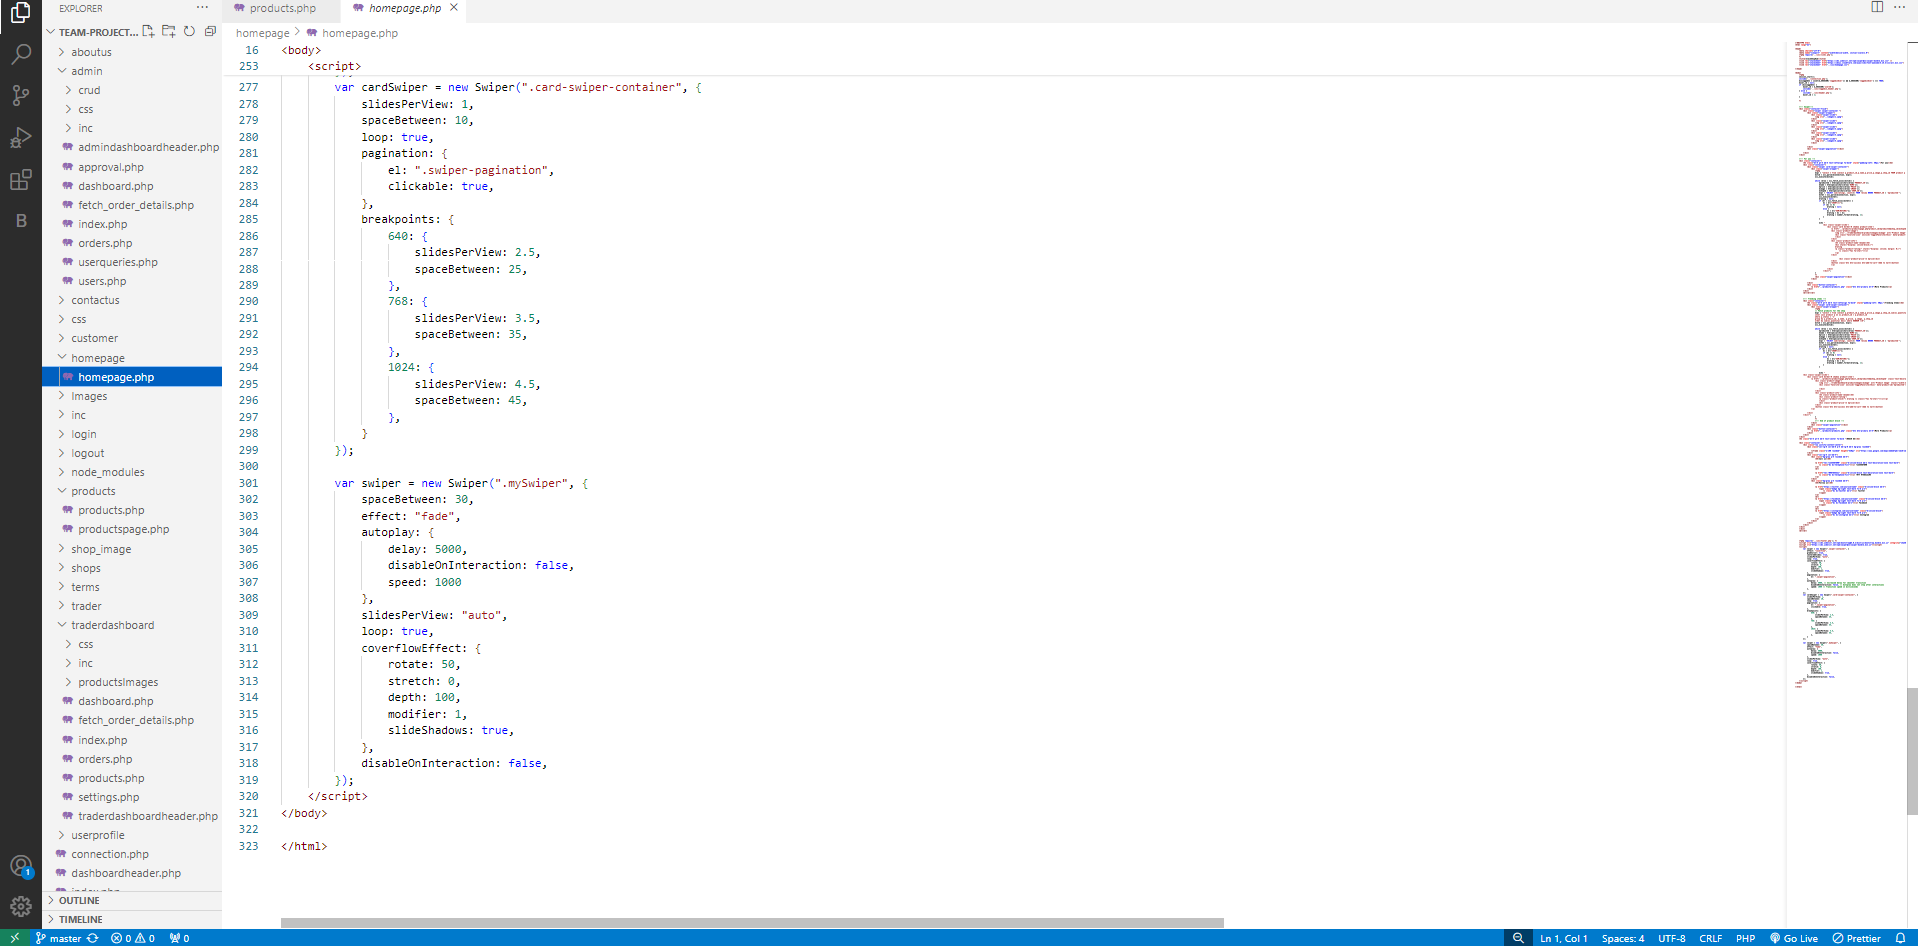 EXPLORER
TEAM-PROJECT...
aboutus
admin
crud
css
inc
admindashboardheader.php
approval.php
dashboard.php
fetch_order_details.php
index.php
orders.php
userqueries.php
users.php
contactus
css
customer
homepage
homepage.php
Images
inc
login
logout
node_modules
products
products.php
productspage.php
shop_image
shops
terms
trader
traderdashboard
css
inc
productsImages
dashboard.php
fetch_order_details.php
index.php
orders.php
products.php
settings.php
traderdashboardheader.php
userprofile
connection.php
dashboardheader.php
OUTLINE
TIMELINE
B
1
products.php
homepage.php
homepage > homepage.php
16 <body>
253 <script>
277 var cardSwiper = new Swiper(".card-swiper-container", {
278 slidesPerView: 1,
279 spaceBetween: 10,
280 loop: true,
281 pagination: {
282 el: ".swiper-pagination",
283 clickable: true,
284 },
285 breakpoints: {
286 640: {
287 slidesPerView: 2.5,
288 spaceBetween: 25,
289 },
290 768: {
291 slidesPerView: 3.5,
292 spaceBetween: 35,
293 },
294 1024: {
295 slidesPerView: 4.5,
296 spaceBetween: 45,
297 },
298 }
299 });
300
301 var swiper = new Swiper(".mySwiper", {
302 spaceBetween: 30,
303 effect: "fade",
304 autoplay: {
305 delay: 5000,
306 disableOnInteraction: false,
307 speed: 1000
308 },
309 slidesPerView: "auto",
310 loop: true,
311 coverflowEffect: {
312 rotate: 50,
313 stretch: 0,
314 depth: 100,
315 modifier: 1,
316 slideShadows: true,
317 },
318 disableOnInteraction: false,
319 });
320 </script>
321 </body>
322
323 </html>
master 0 0 0 Ln 1, Col 1 Spaces: 4 UTF-8 CRLF PHP Go Live Prettier